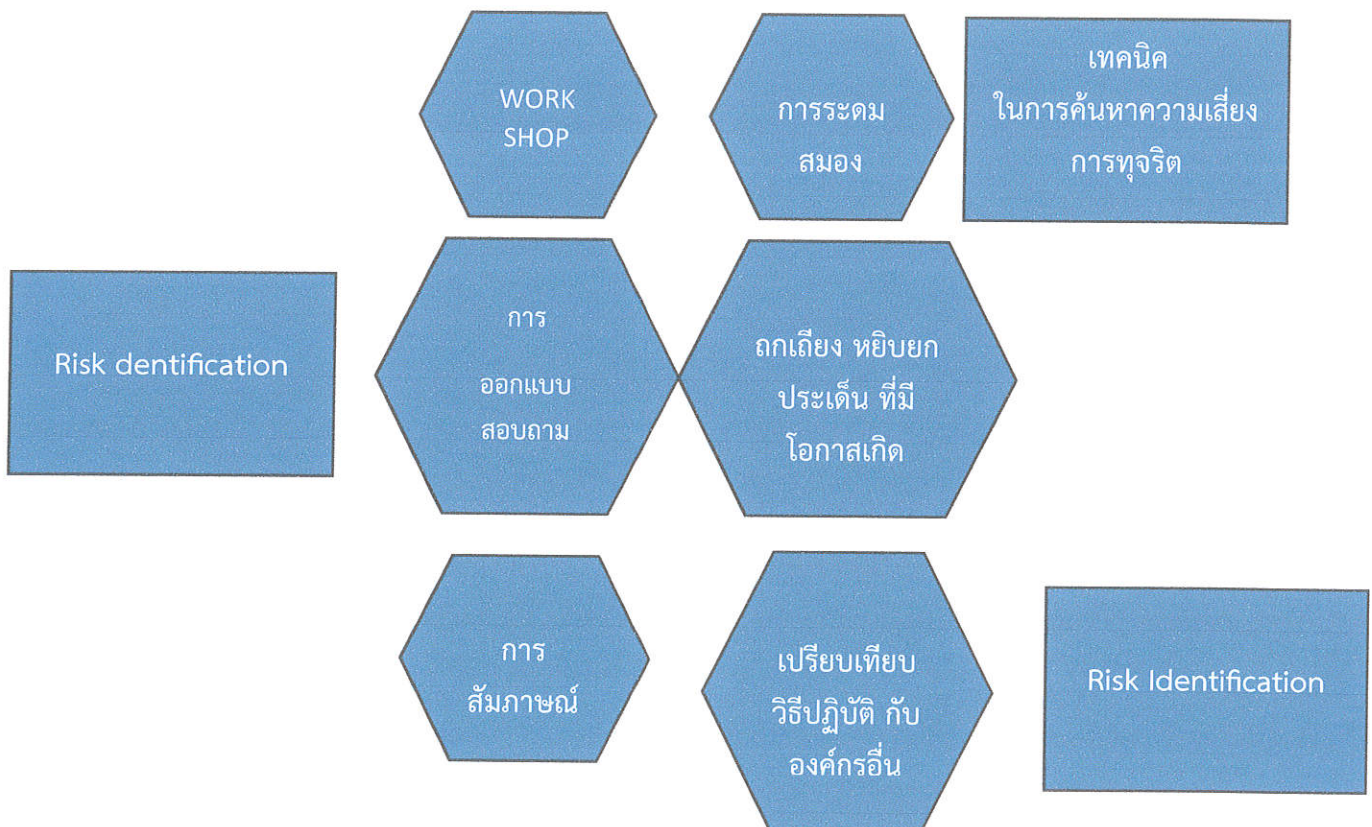 WORK
SHOP
การระดม
สมอง
เทคนิค
ในการค้นหาความเสี่ยง
การทุจริต
Risk dentification
การ
ออกแบบ
สอบถาม
ถกเถียง หยิบยก
ประเด็น ที่มี
โอกาสเกิด
การ
สัมภาษณ์
เปรียบเทียบ
วิธีปฏิบัติ กับ
องค์กรอื่น
Risk Identification